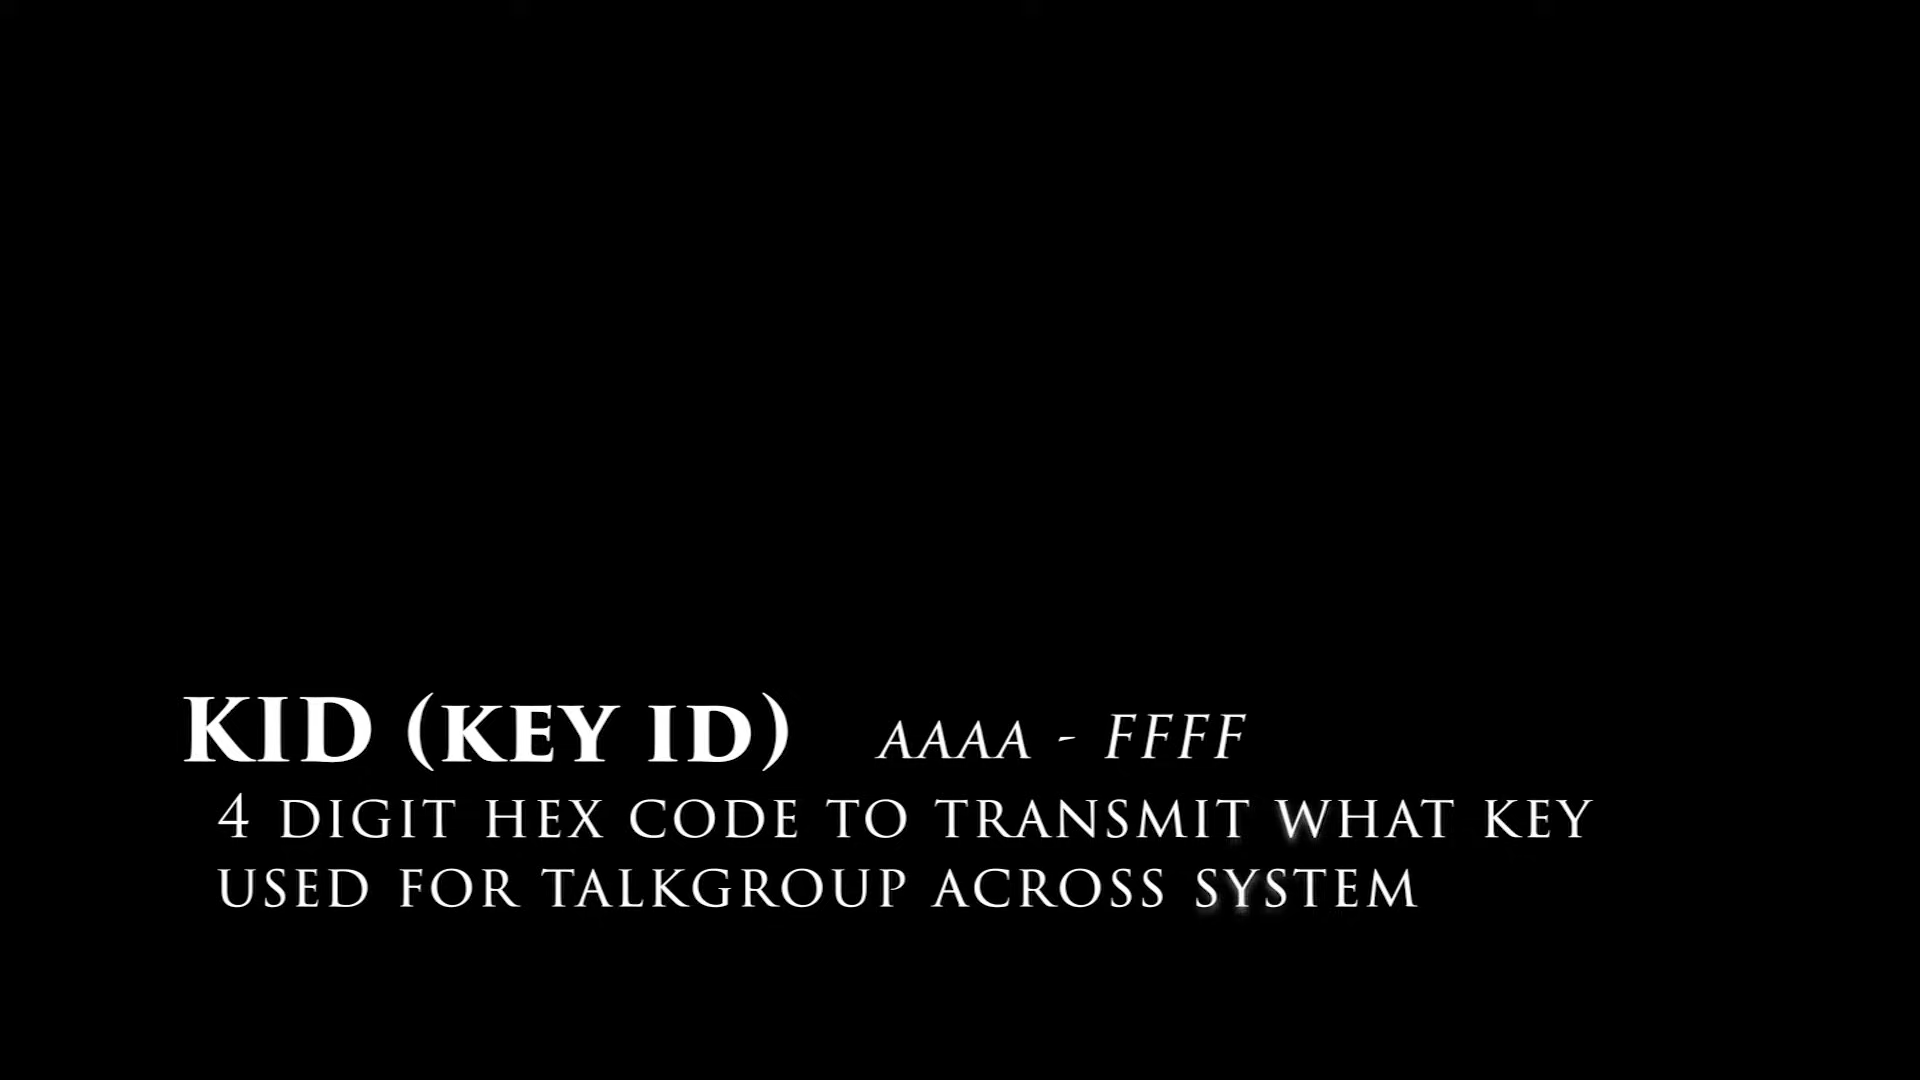 KID (KEY ID) AAAA - FFFF
4 DIGIT HEX CODE TO TRANSMIT WHAT KEY
USED FOR TALKGROUP ACROSS SYSTEM